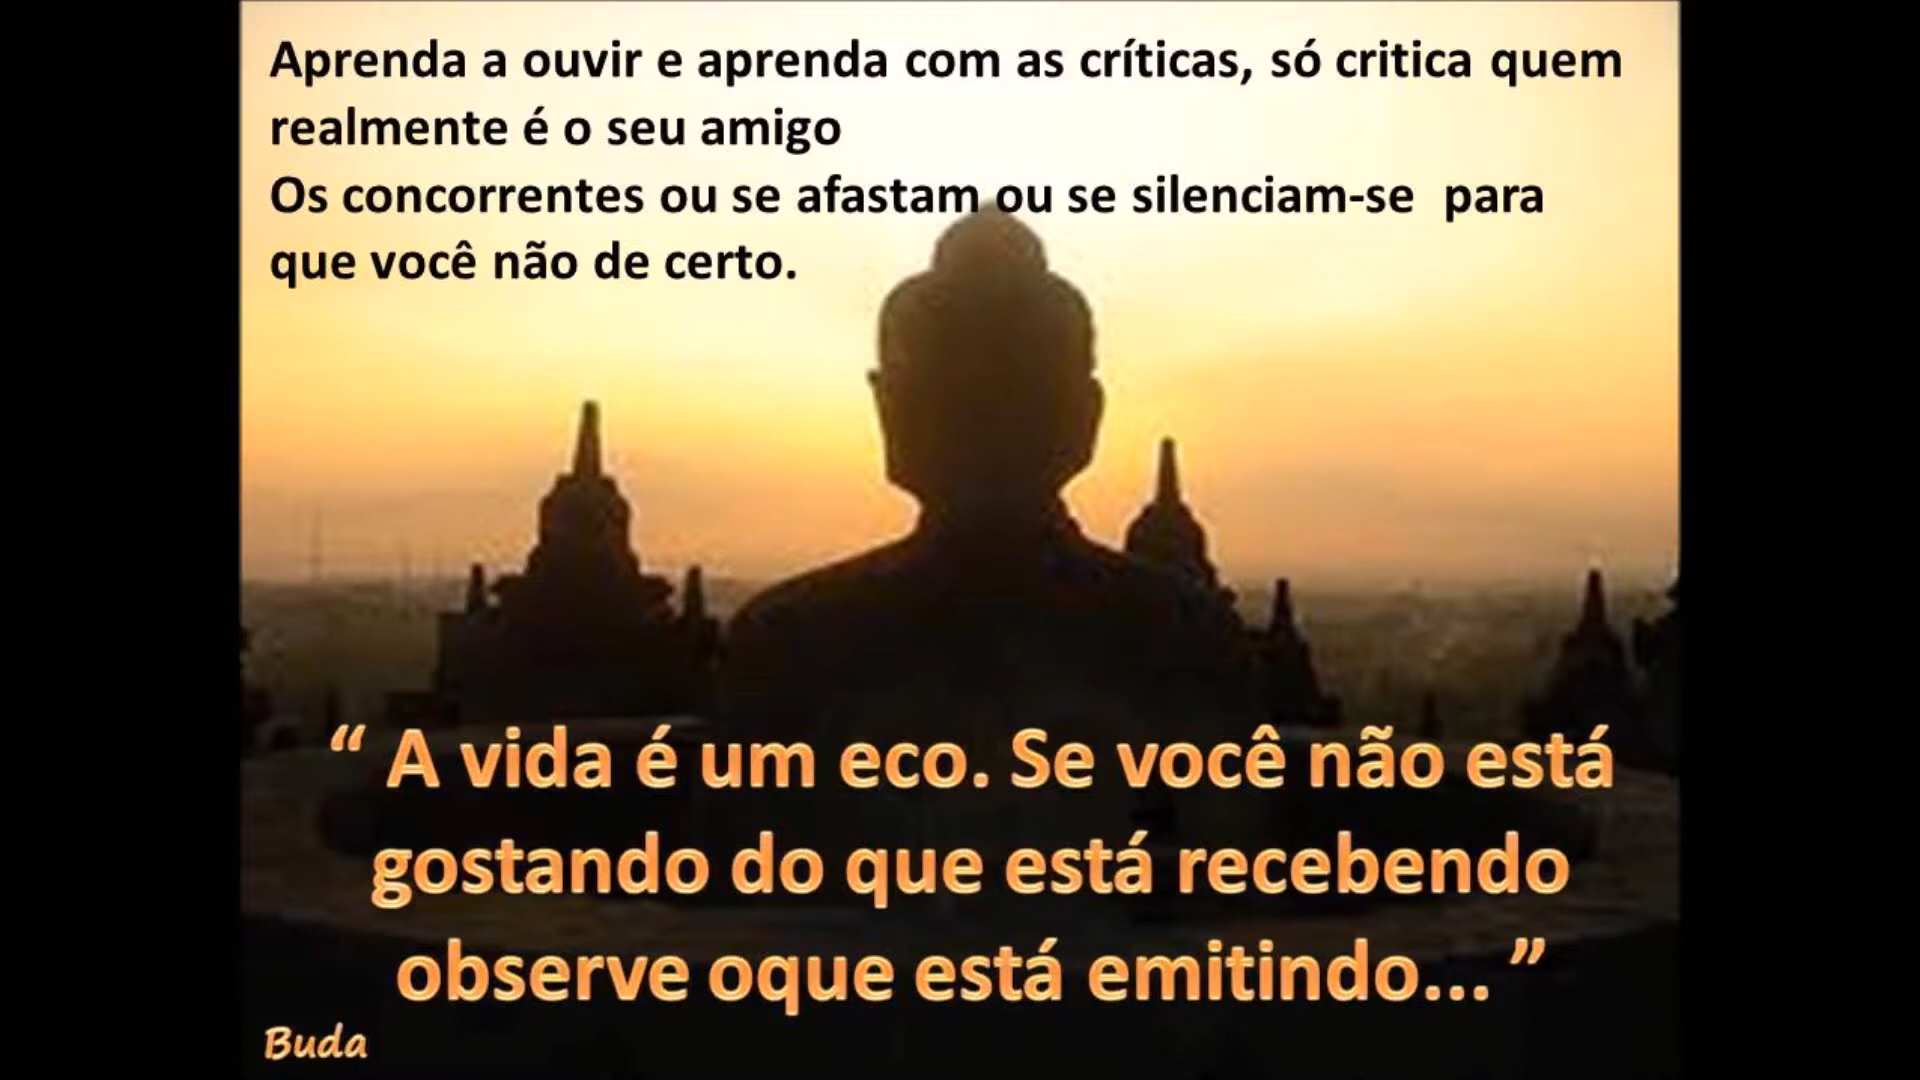 Aprenda a ouvir e aprenda com as críticas, só critica quem
realmente é o seu amigo
Os concorrentes ou se afastam ou se silenciam-se  para
que você não de certo.
“ A vida é um eco. Se você não está
gostando do que está recebendo
observe oque está emitindo... ”
Buda